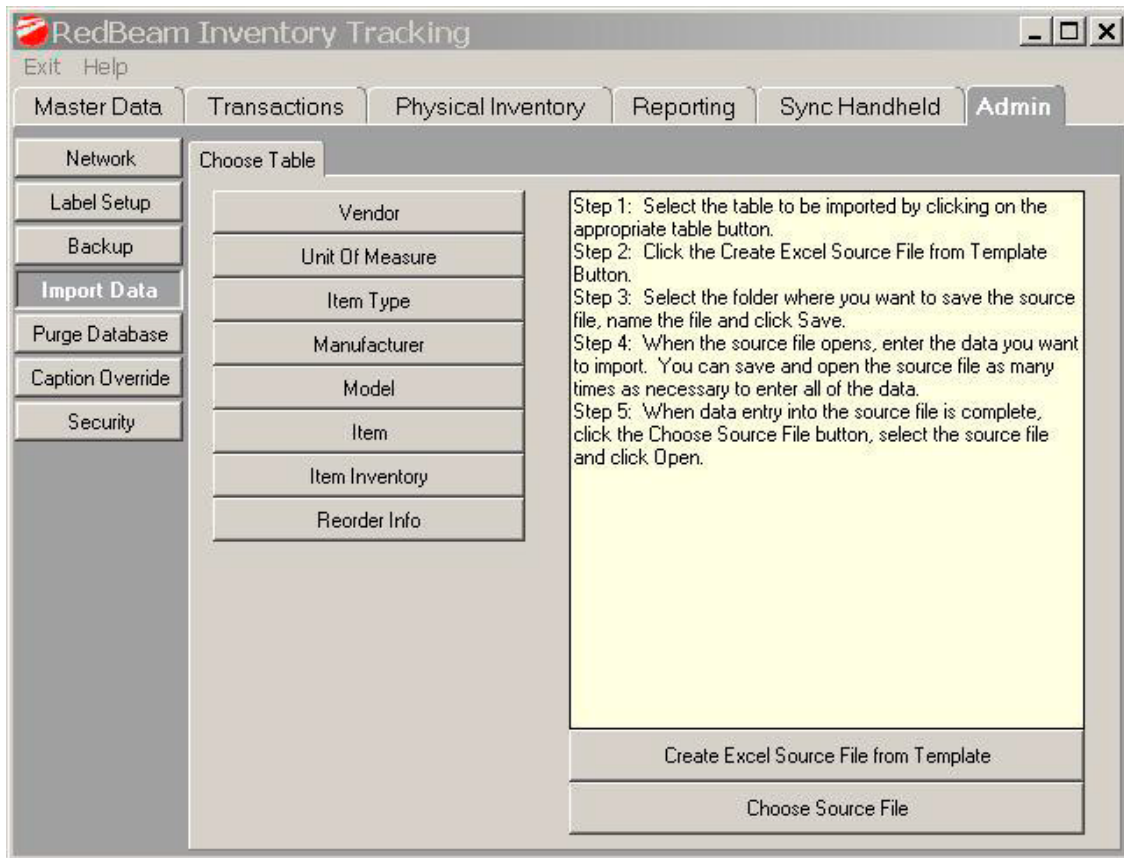 RedBeam Inventory Tracking
Exit Help
Master Data Transactions Physical Inventory Reporting Sync Handheld Admin
Network
Label Setup
Backup
Import Data
Purge Database
Caption Override
Security
Choose Table
Vendor
Unit Of Measure
Item Type
Manufacturer
Model
Item
Item Inventory
Reorder Info
Step 1: Select the table to be imported by clicking on the
appropriate table button.
Step 2: Click the Create Excel Source File from Template
Button.
Step 3: Select the folder where you want to save the source
file, name the file and click Save.
Step 4: When the source file opens, enter the data you want
to import. You can save and open the source file as many
times as necessary to enter all of the data.
Step 5: When data entry into the source file is complete,
click the Choose Source File button, select the source file
and click Open.
Create Excel Source File from Template
Choose Source File